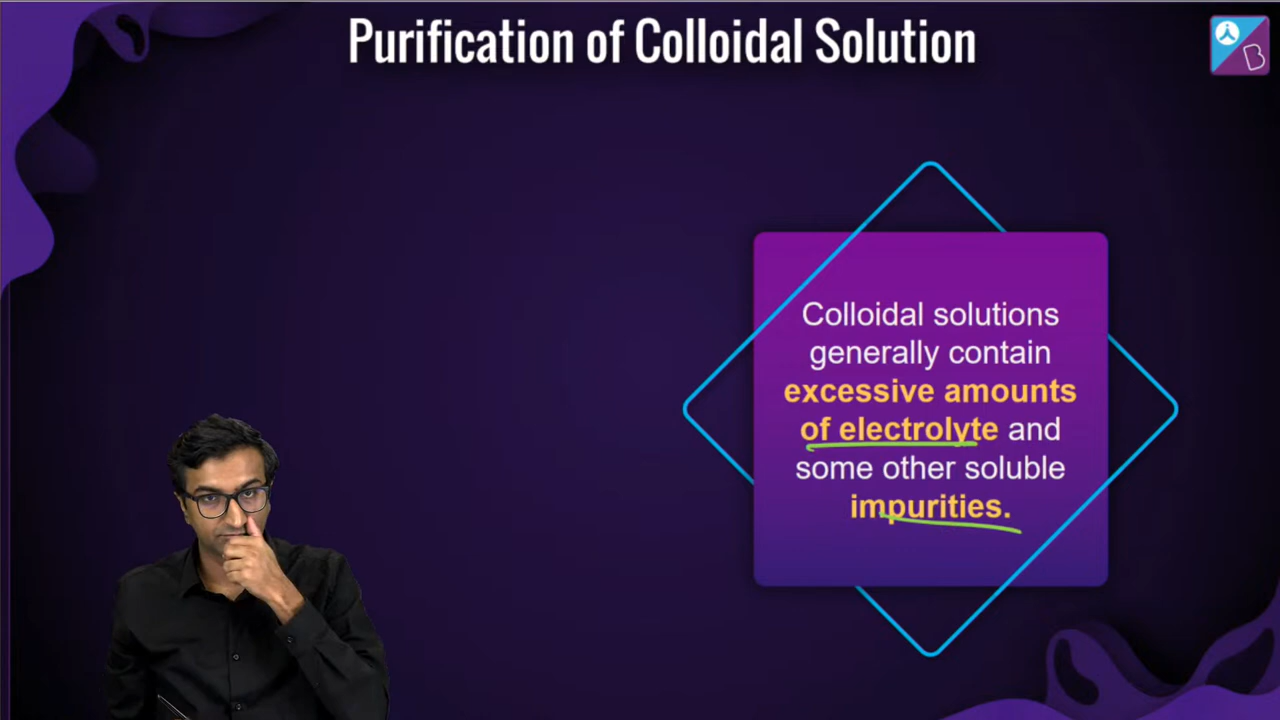 Purification of Colloidal Solution
B
Colloidal solutions
generally contain
excessive amounts
of electrolyte and
some other soluble
impurities.